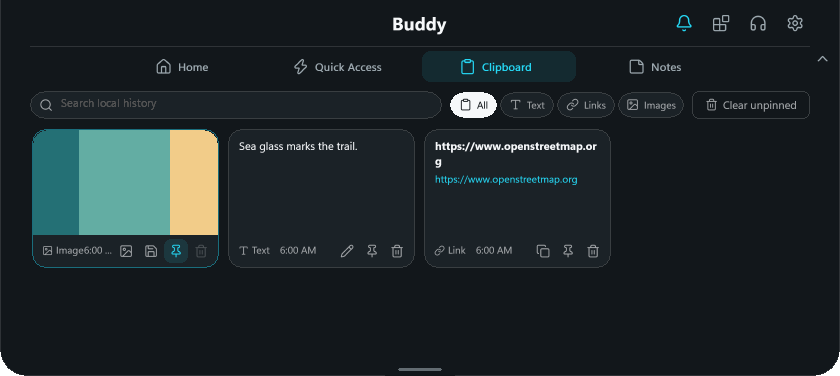 Buddy
Home
Quick Access
Clipboard
Notes
Search local history
All
Text
Links
Images
Clear unpinned
Sea glass marks the trail.
https://www.openstreetmap.or
g
https://www.openstreetmap.org
Image6:00 ...
Text 6:00 AM
Link 6:00 AM